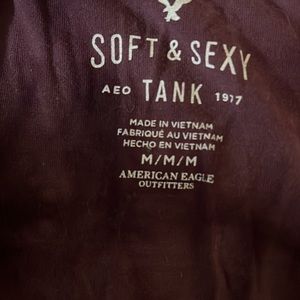 SOFT & SEXY
AEO TANK 1977
MADE IN VIETNAM
FABRIQUÉ AU VIETNAM
HECHO EN VIETNAM
M/M/M
AMERICAN EAGLE
OUTFITTERS